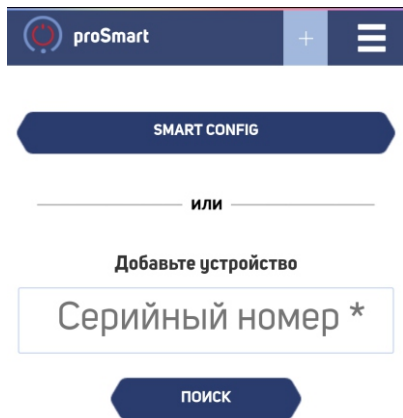 proSmart
+
SMART CONFIG
или
Добавьте устройство
Серийный номер *
ПОИСК